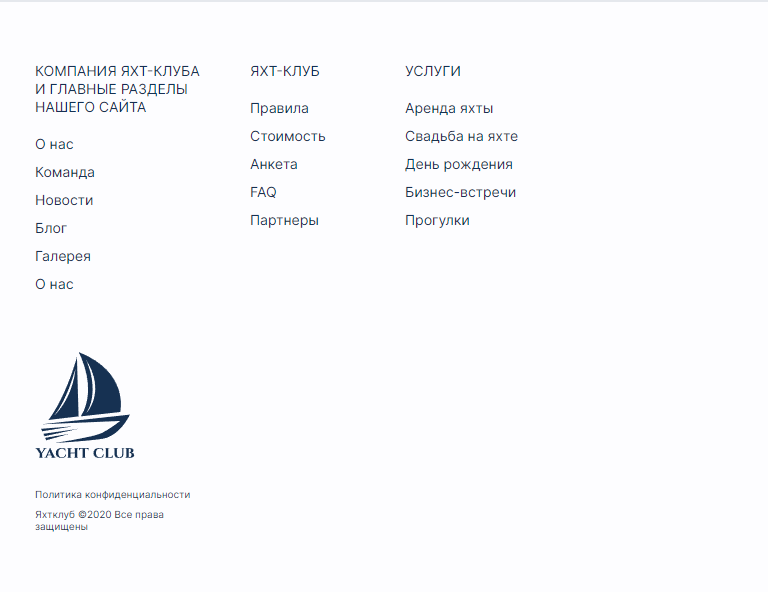 КОМПАНИЯ ЯХТ-КЛУБА
И ГЛАВНЫЕ РАЗДЕЛЫ
НАШЕГО САЙТА
О нас
Команда
Новости
Блог
Галерея
О нас
ЯХТ-КЛУБ
Правила
Стоимость
Анкета
FAQ
Партнеры
УСЛУГИ
Аренда яхты
Свадьба на яхте
День рождения
Бизнес-встречи
Прогулки
YACHT CLUB
Политика конфиденциальности
Яхтклуб ©2020 Все права
защищены